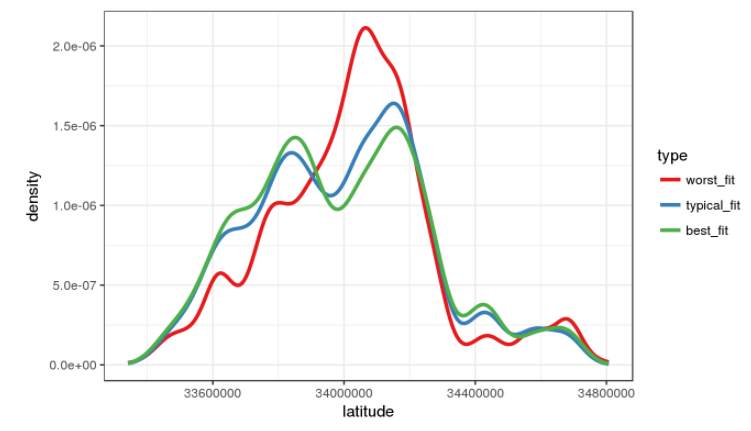 2.0e-06
1.5e-06
1.0e-06
5.0e-07
0.0e+00
density
33600000 34000000 34400000 34800000
latitude
type
worst_fit
typical_fit
best_fit